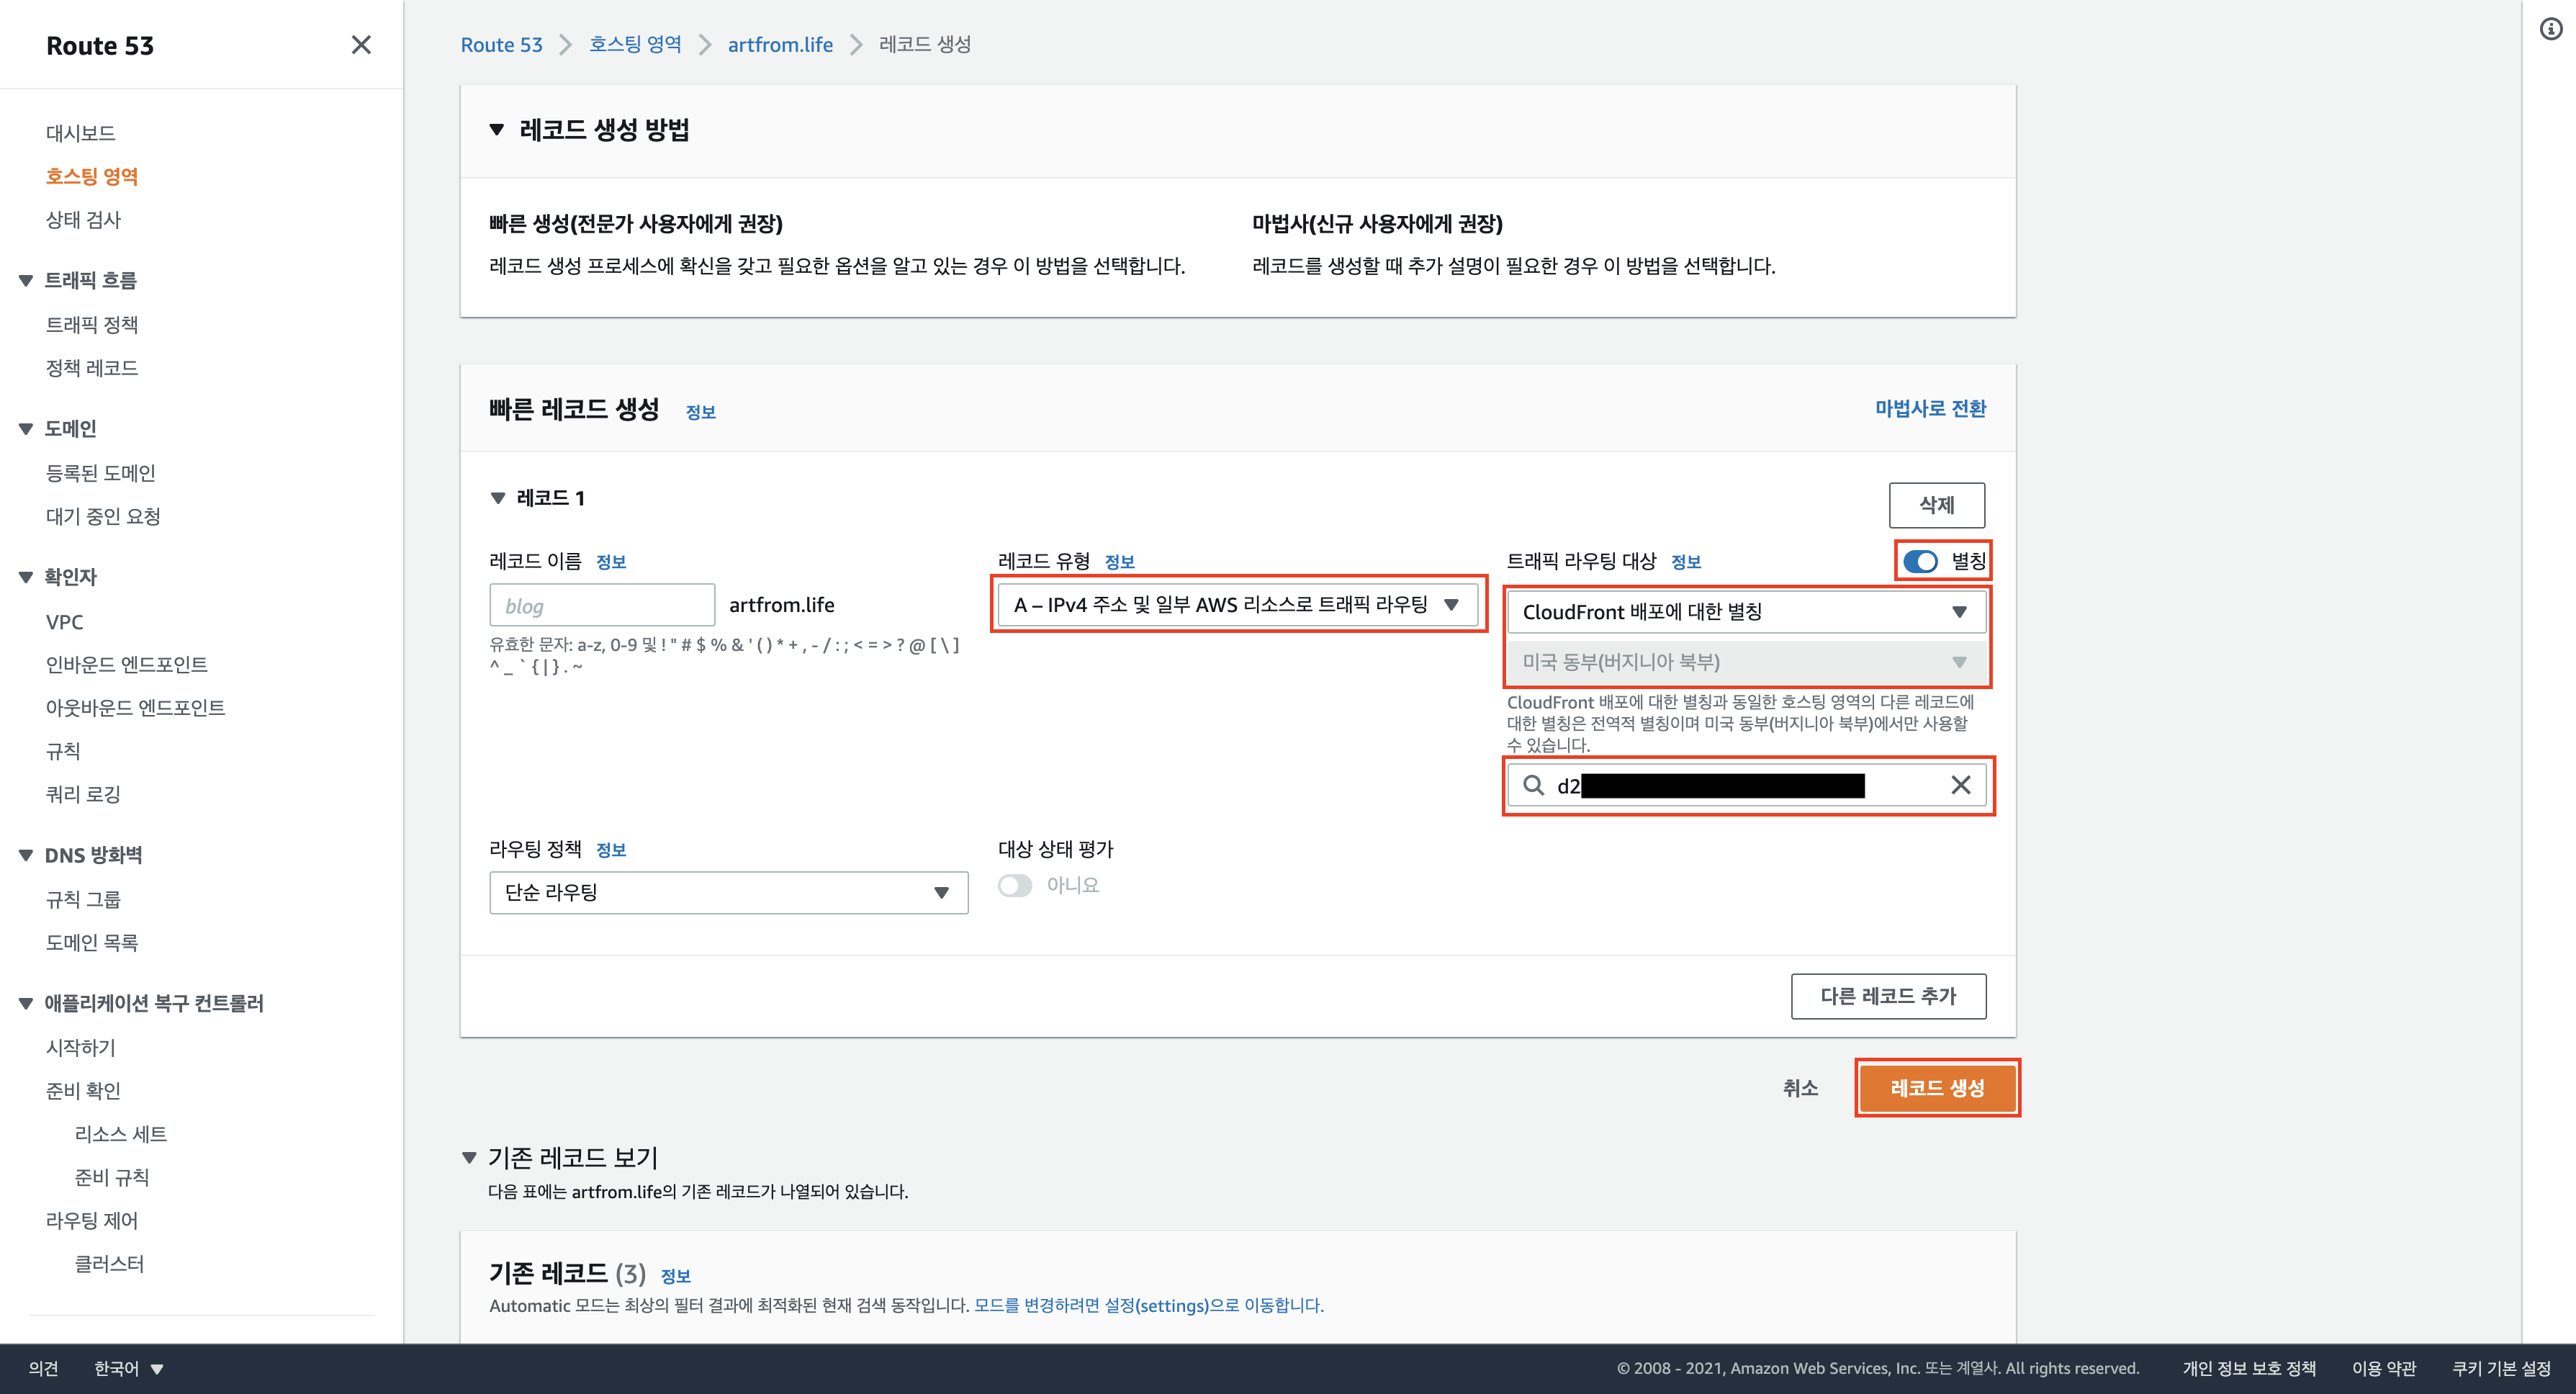 Route 53
대시보드
호스팅 영역
상태 검사
트래픽 흐름
트래픽 정책
정책 레코드
도메인
등록된 도메인
대기 중인 요청
확인자
VPC
인바운드 엔드포인트
아웃바운드 엔드포인트
규칙
쿼리 로깅
DNS 방화벽
규칙 그룹
도메인 목록
애플리케이션 복구 컨트롤러
시작하기
준비 확인
리소스 세트
준비 규칙
라우팅 제어
클러스터
Route 53 > 호스팅 영역 > artfrom.life > 레코드 생성
레코드 생성 방법
빠른 생성(전문가 사용자에게 권장)
레코드 생성 프로세스에 확신을 갖고 필요한 옵션을 알고 있는 경우 이 방법을 선택합니다.
마법사(신규 사용자에게 권장)
레코드를 생성할 때 추가 설명이 필요한 경우 이 방법을 선택합니다.
빠른 레코드 생성 정보
마법사로 전환
레코드 1
삭제
레코드 이름 정보
blog
artfrom.life
유효한 문자: a-z, 0-9 및 ! " # $ % & ' ( ) * + , - / : ; < = > ? @ [ \ ]
^ _ ` { | } . ~
레코드 유형 정보
A – IPv4 주소 및 일부 AWS 리소스로 트래픽 라우팅
트래픽 라우팅 대상 정보
별칭
CloudFront 배포에 대한 별칭
미국 동부(버지니아 북부)
CloudFront 배포에 대한 별칭과 동일한 호스팅 영역의 다른 레코드에
대한 별칭은 전역적 별칭이며 미국 동부(버지니아 북부)에서만 사용할
수 있습니다.
d2
라우팅 정책 정보
단순 라우팅
대상 상태 평가
아니요
다른 레코드 추가
취소
레코드 생성
기존 레코드 보기
다음 표에는 artfrom.life의 기존 레코드가 나열되어 있습니다.
기존 레코드 (3) 정보
Automatic 모드는 최상의 필터 결과에 최적화된 현재 검색 동작입니다. 모드를 변경하려면 설정(settings)으로 이동합니다.
의견
한국어
© 2008 - 2021, Amazon Web Services, Inc. 또는 계열사. All rights reserved.
개인 정보 보호 정책
이용 약관
쿠키 기본 설정